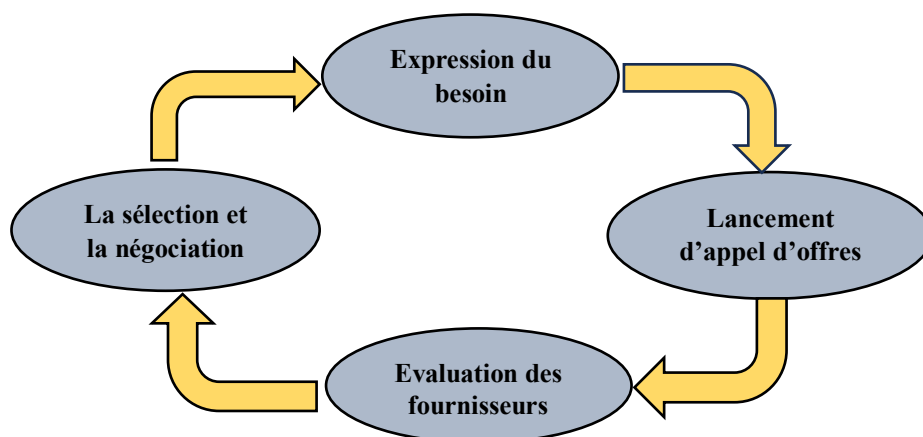 Expression du
besoin
Lancement
d’appel d’offres
Evaluation des
fournisseurs
La sélection et
la négociation